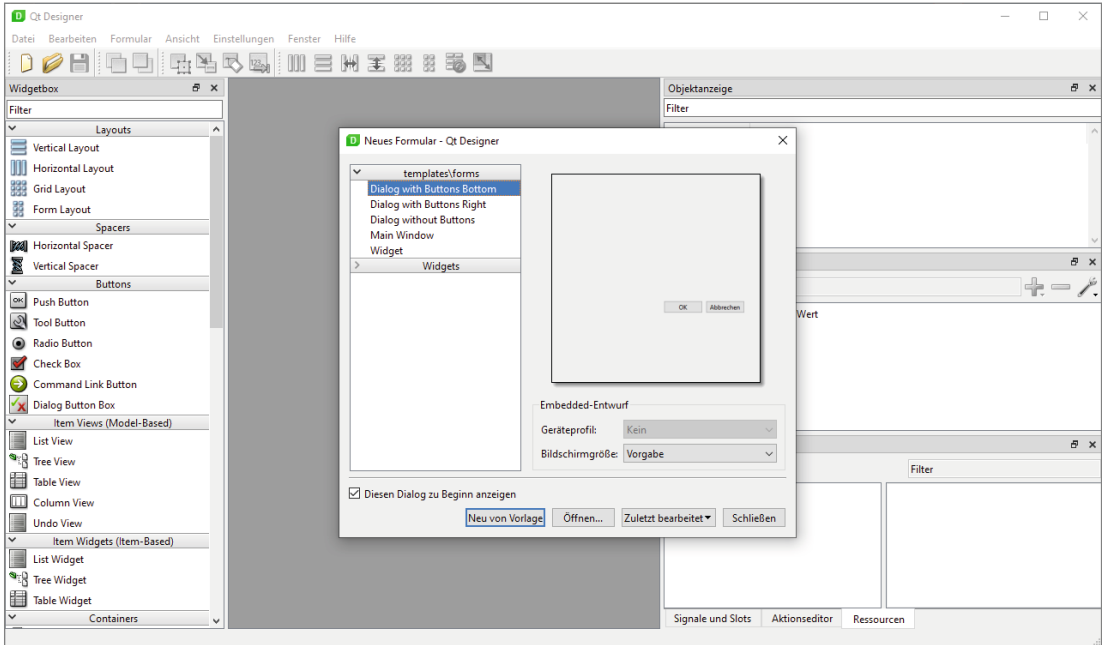 Qt Designer
Datei Bearbeiten Formular Ansicht Einstellungen Fenster Hilfe
Widgetbox
Filter
Layouts
Vertical Layout
Horizontal Layout
Grid Layout
Form Layout
Spacers
Horizontal Spacer
Vertical Spacer
Buttons
Push Button
Tool Button
Radio Button
Check Box
Command Link Button
Dialog Button Box
Item Views (Model-Based)
List View
Tree View
Table View
Column View
Undo View
Item Widgets (Item-Based)
List Widget
Tree Widget
Table Widget
Containers
Neues Formular - Qt Designer
templates\forms
Dialog with Buttons Bottom
Dialog with Buttons Right
Dialog without Buttons
Main Window
Widget
Widgets
OK Abbrechen
Embedded-Entwurf
Geräteprofil: Kein
Bildschirmgröße: Vorgabe
Diesen Dialog zu Beginn anzeigen
Neu von Vorlage Öffnen... Zuletzt bearbeitet Schließen
Objektanzeige
Filter
Wert
Filter
Signale und Slots Aktionseditor Ressourcen